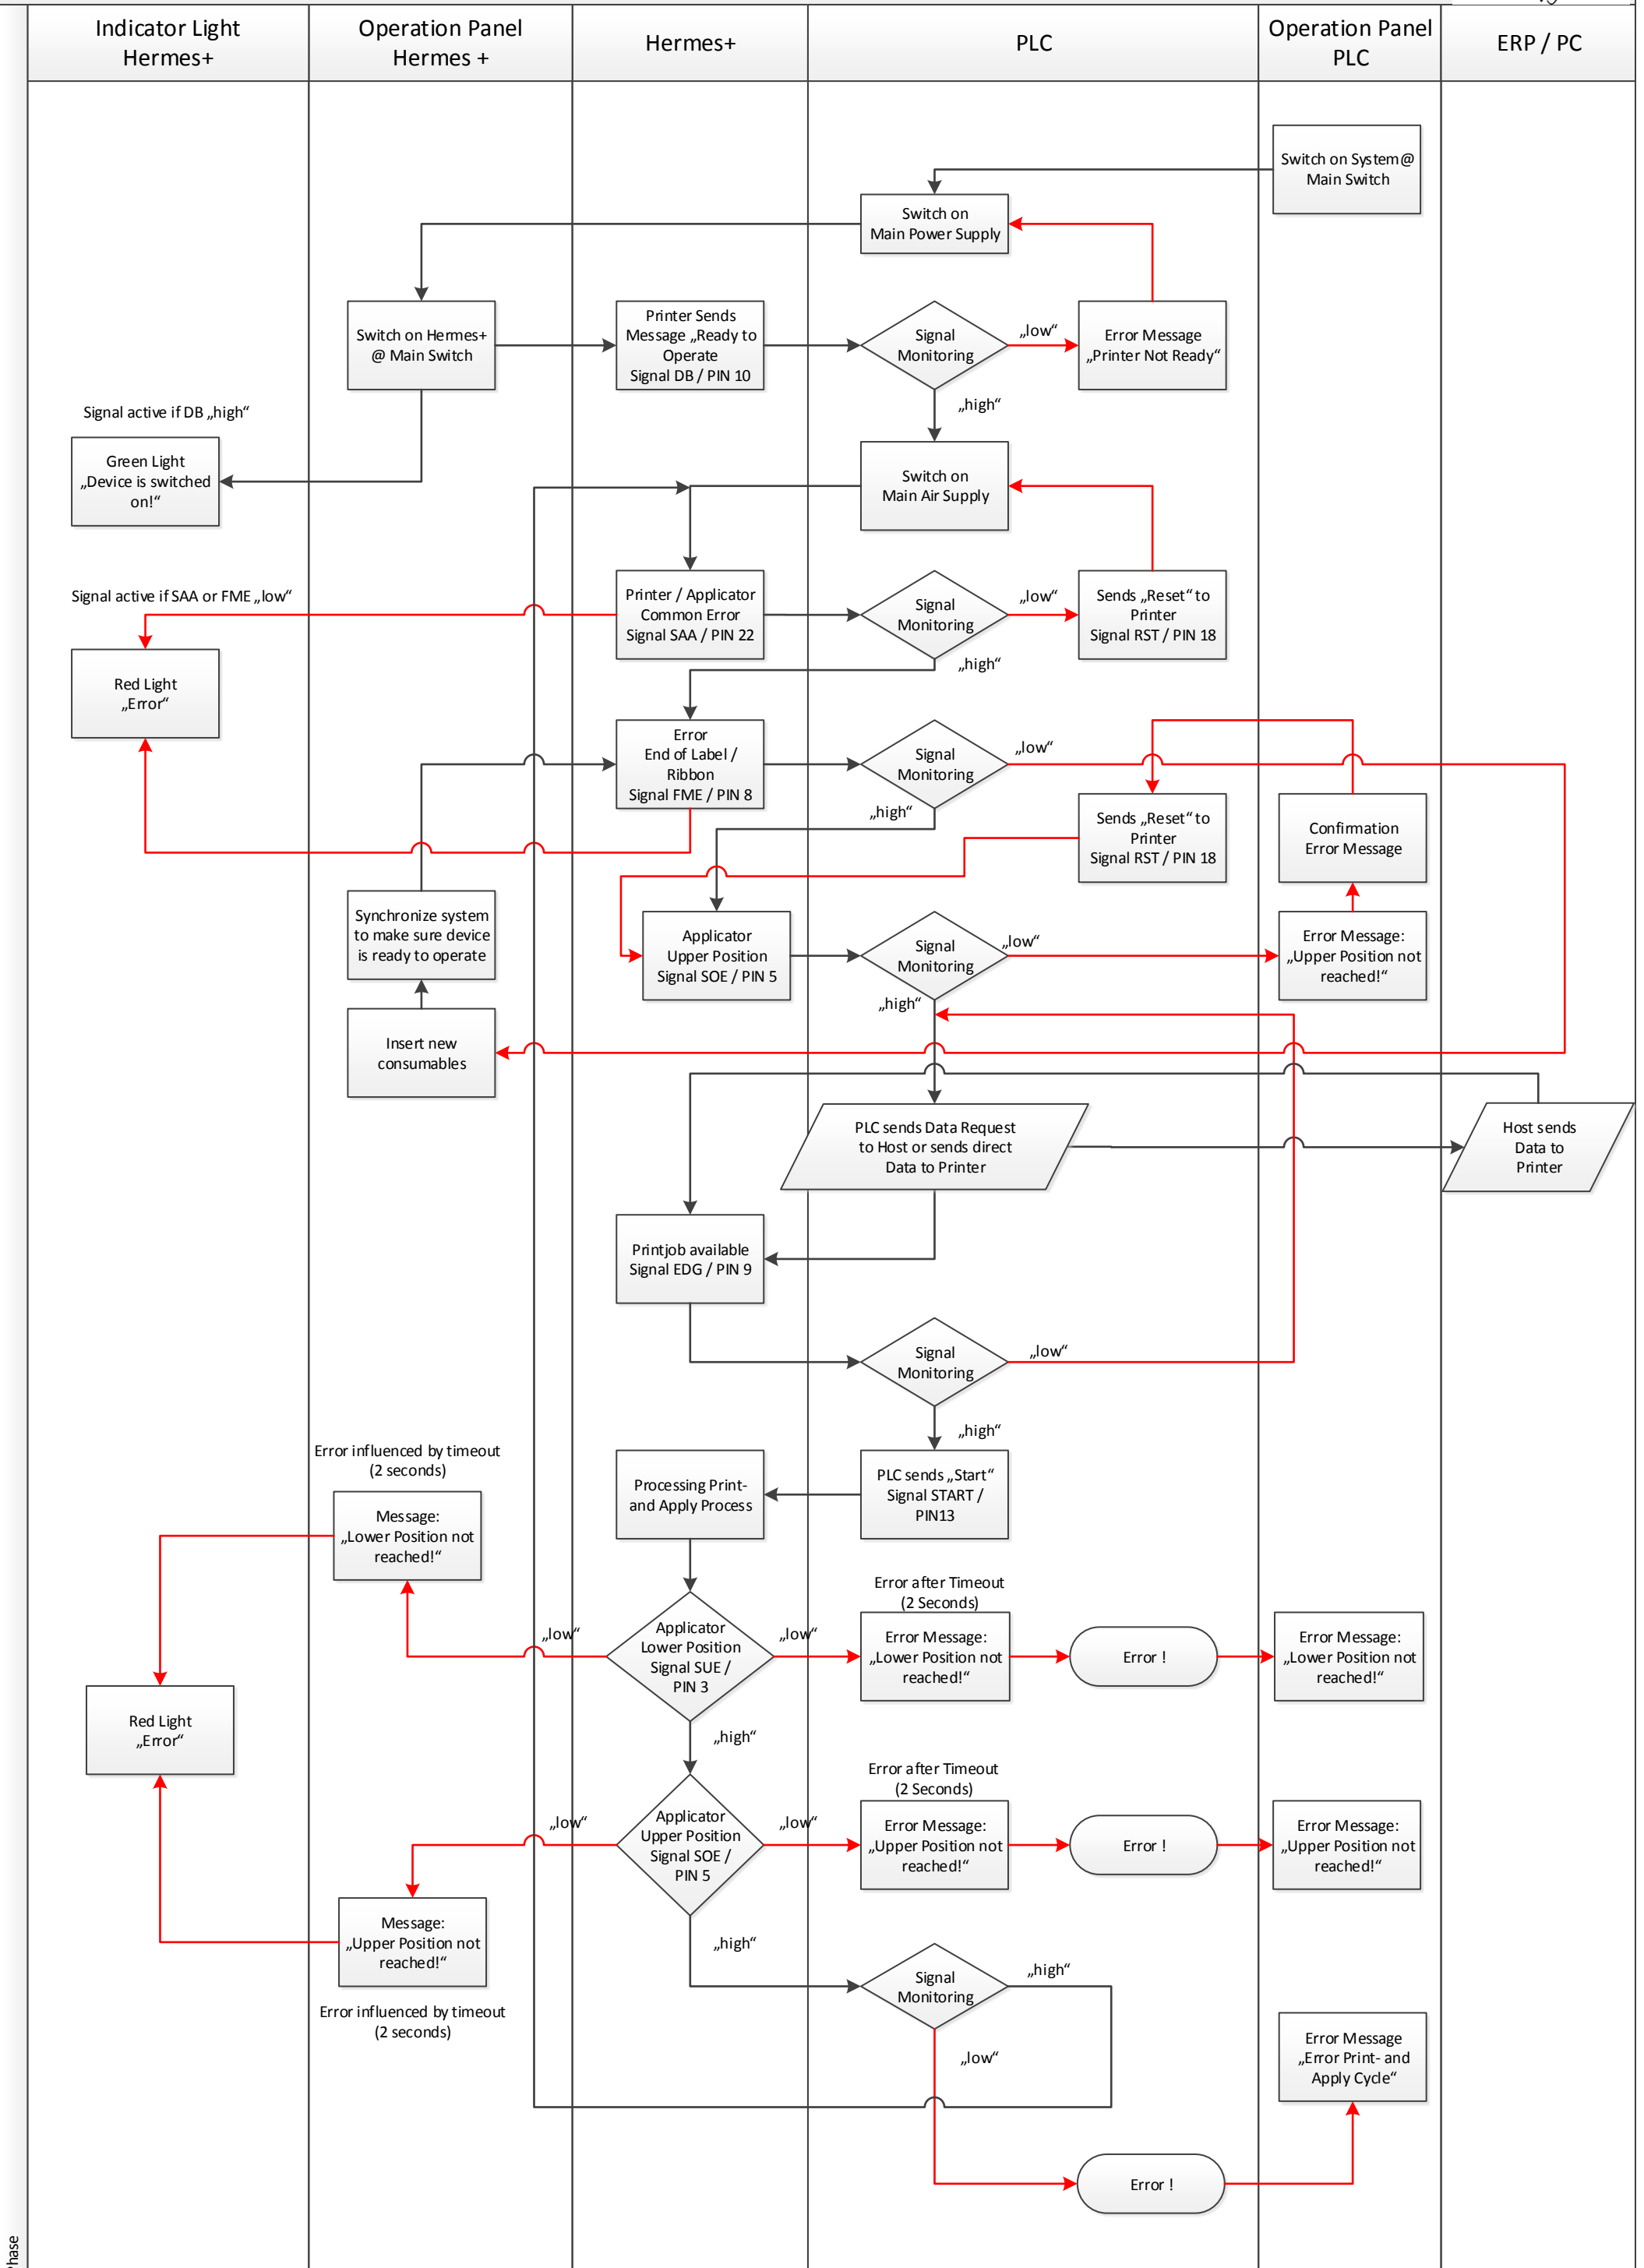 Indicator Light
Hermes+
Operation Panel
Hermes +
Hermes+
PLC
Operation Panel
PLC
ERP / PC
Switch on System@
Main Switch
Switch on
Main Power Supply
Switch on Hermes+
@ Main Switch
Printer Sends
Message „Ready to
Operate
Signal DB / PIN 10
Signal
Monitoring
„low“
Error Message
„Printer Not Ready“
„high“
Signal active if DB „high“
Green Light
„Device is switched
on!“
Switch on
Main Air Supply
Signal active if SAA or FME „low“
Printer / Applicator
Common Error
Signal SAA / PIN 22
Signal
Monitoring
„low“
Sends „Reset“ to
Printer
Signal RST / PIN 18
„high“
Red Light
„Error“
Error
End of Label /
Ribbon
Signal FME / PIN 8
Signal
Monitoring
„low“
„high“
Sends „Reset“ to
Printer
Signal RST / PIN 18
Confirmation
Error Message
Synchronize system
to make sure device
is ready to operate
Applicator
Upper Position
Signal SOE / PIN 5
Signal
Monitoring
„low“
Error Message:
„Upper Position not
reached!“
„high“
Insert new
consumables
PLC sends Data Request
to Host or sends direct
Data to Printer
Host sends
Data to
Printer
Printjob available
Signal EDG / PIN 9
Signal
Monitoring
„low“
„high“
Error influenced by timeout
(2 seconds)
Message:
„Lower Position not
reached!“
Processing Print-
and Apply Process
PLC sends „Start“
Signal START /
PIN13
Error after Timeout
(2 Seconds)
„low“
Applicator
Lower Position
Signal SUE /
PIN 3
„low“
Error Message:
„Lower Position not
reached!“
Error !
Error Message:
„Lower Position not
reached!“
Red Light
„Error“
„high“
Error after Timeout
(2 Seconds)
„low“
Applicator
Upper Position
Signal SOE /
PIN 5
„low“
Error Message:
„Upper Position not
reached!“
Error !
Error Message:
„Upper Position not
reached!“
Message:
„Upper Position not
reached!“
„high“
Signal
Monitoring
„high“
Error influenced by timeout
(2 seconds)
„low“
Error Message
„Error Print- and
Apply Cycle“
Error !